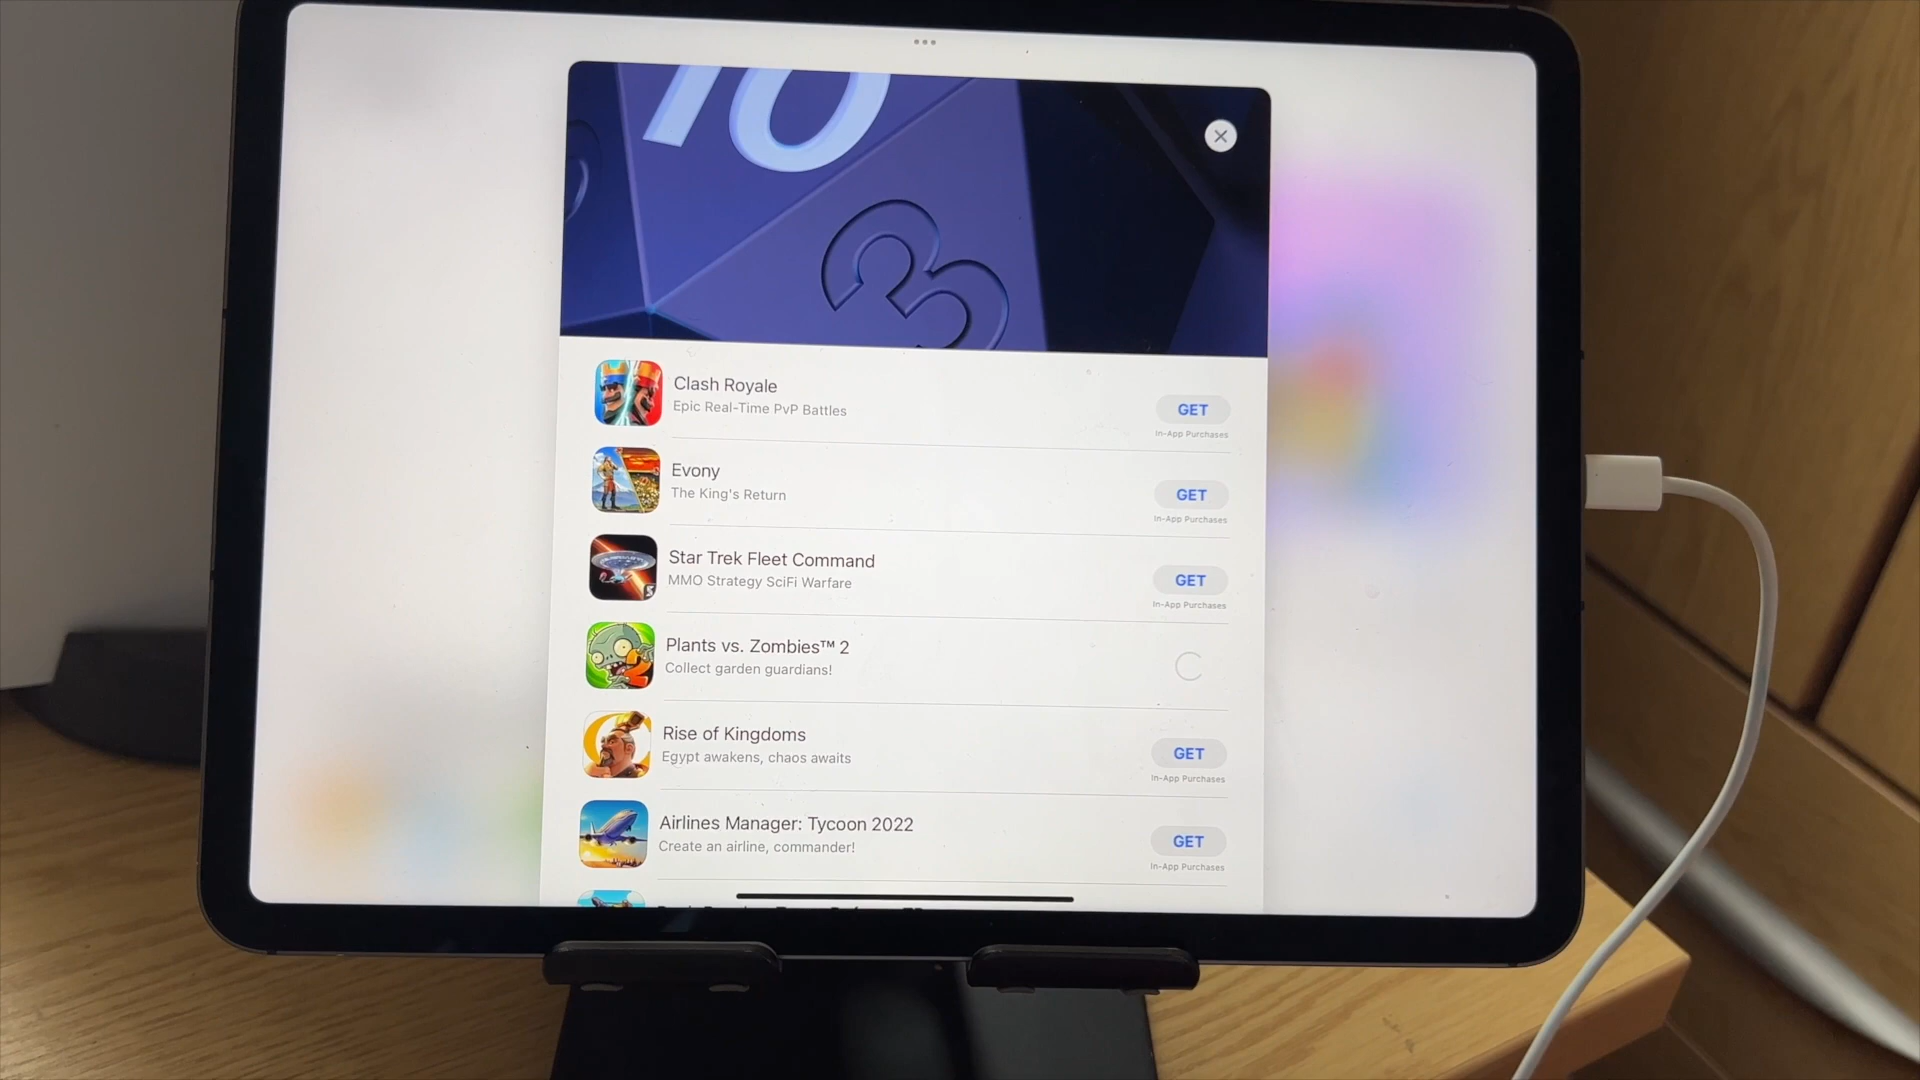 10
3
Clash Royale
Epic Real-Time PvP Battles
GET
In-App Purchases
Evony
The King's Return
GET
In-App Purchases
Star Trek Fleet Command
MMO Strategy SciFi Warfare
GET
In-App Purchases
Plants vs. Zombies™ 2
Collect garden guardians!
Rise of Kingdoms
Egypt awakens, chaos awaits
GET
In-App Purchases
Airlines Manager: Tycoon 2022
Create an airline, commander!
GET
In-App Purchases